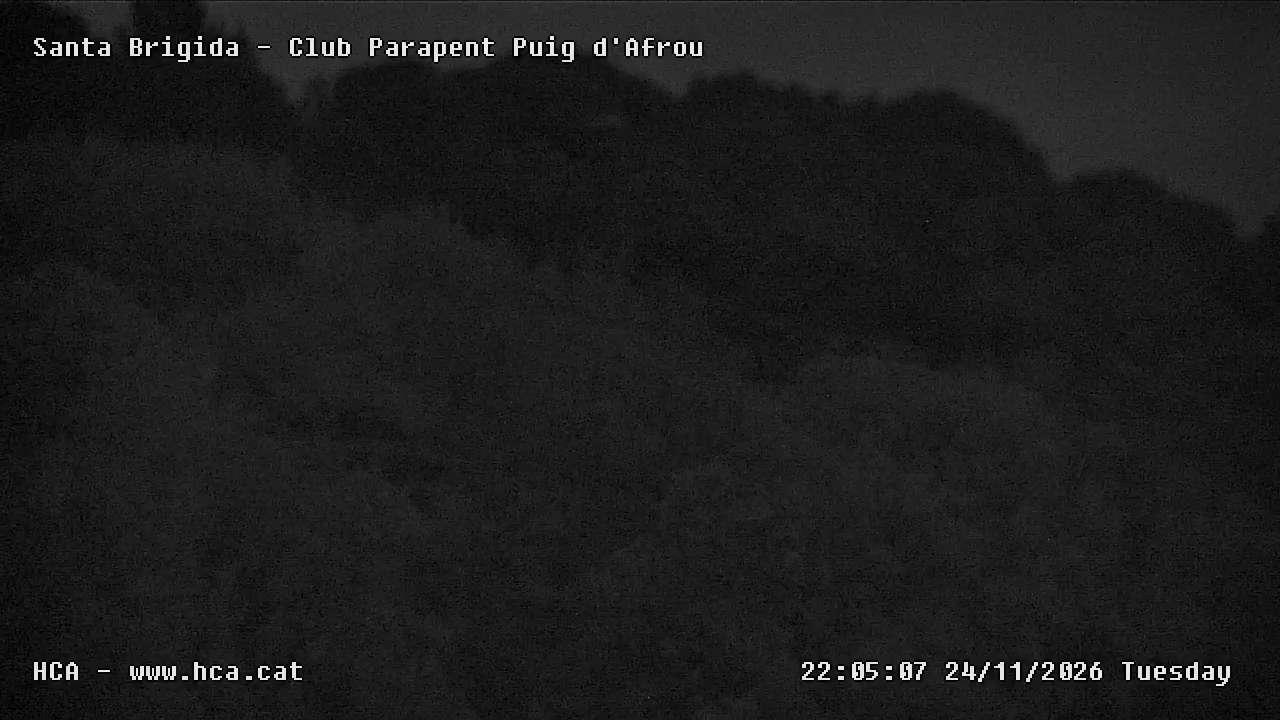 Santa Brigida - Club Parapent Puig d'Afrou
HCA - www.hca.cat
22:05:07 24/11/2026 Tuesday